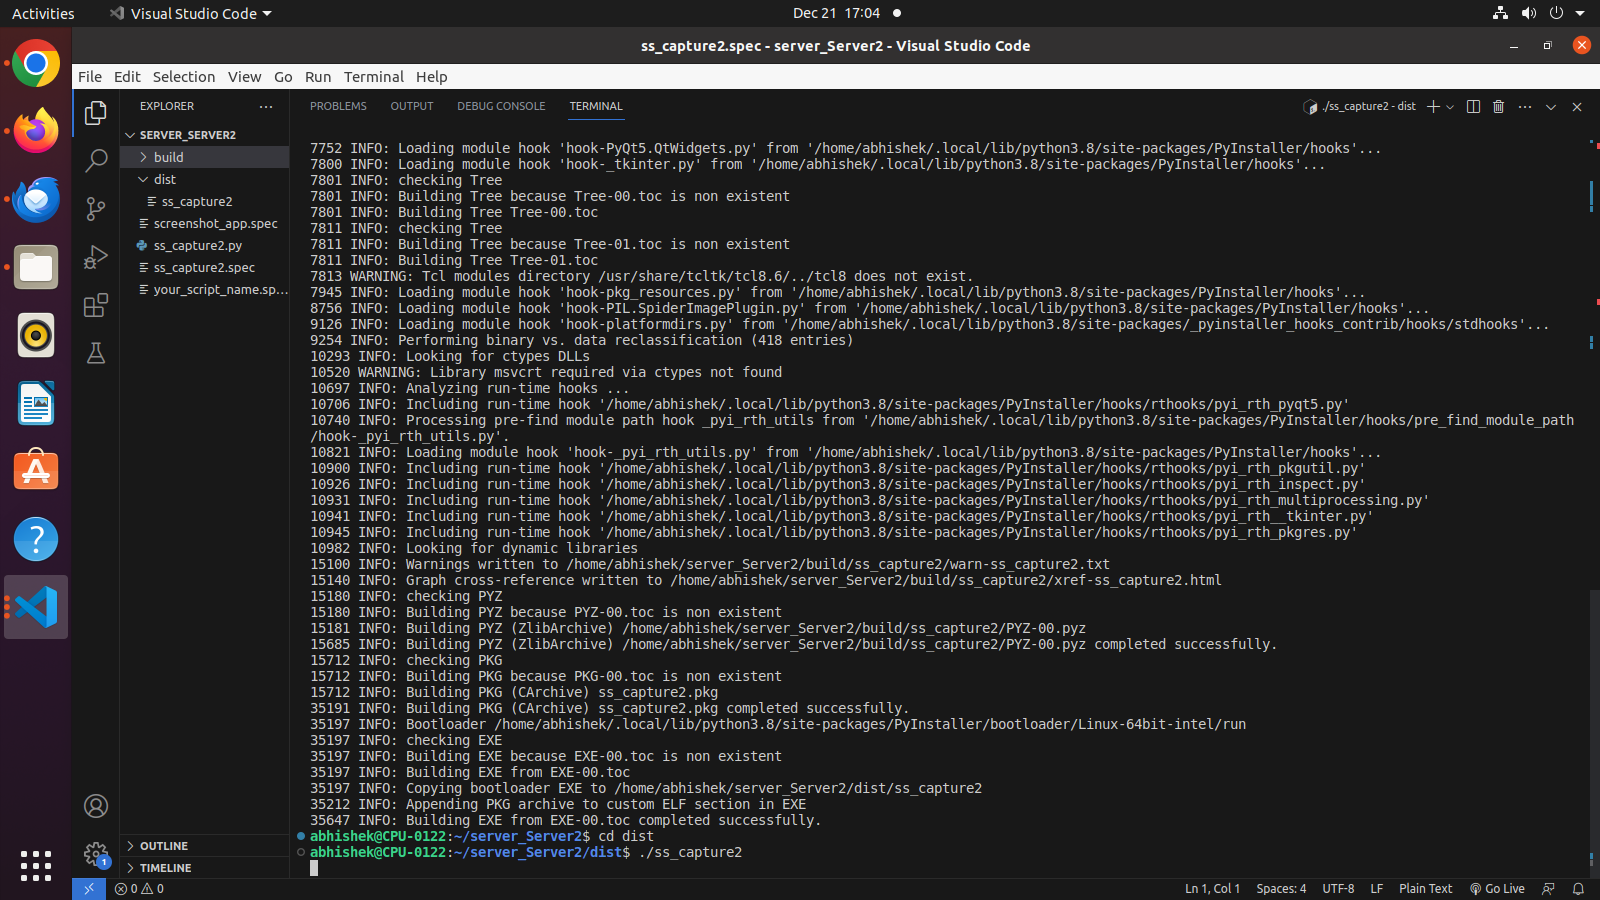 Activities
Visual Studio Code
Dec 21 17:04
ss_capture2.spec - server_Server2 - Visual Studio Code
File Edit Selection View Go Run Terminal Help
EXPLORER
SERVER_SERVER2
build
dist
ss_capture2
screenshot_app.spec
ss_capture2.py
ss_capture2.spec
your_script_name.sp...
OUTLINE
TIMELINE
1
PROBLEMS OUTPUT DEBUG CONSOLE TERMINAL
./ss_capture2 - dist
7752 INFO: Loading module hook 'hook-PyQt5.QtWidgets.py' from '/home/abhishek/.local/lib/python3.8/site-packages/PyInstaller/hooks'...
7800 INFO: Loading module hook 'hook-_tkinter.py' from '/home/abhishek/.local/lib/python3.8/site-packages/PyInstaller/hooks'...
7801 INFO: checking Tree
7801 INFO: Building Tree because Tree-00.toc is non existent
7801 INFO: Building Tree Tree-00.toc
7811 INFO: checking Tree
7811 INFO: Building Tree because Tree-01.toc is non existent
7811 INFO: Building Tree Tree-01.toc
7813 WARNING: Tcl modules directory /usr/share/tcltk/tcl8.6/../tcl8 does not exist.
7945 INFO: Loading module hook 'hook-pkg_resources.py' from '/home/abhishek/.local/lib/python3.8/site-packages/PyInstaller/hooks'...
8756 INFO: Loading module hook 'hook-PIL.SpiderImagePlugin.py' from '/home/abhishek/.local/lib/python3.8/site-packages/PyInstaller/hooks'...
9126 INFO: Loading module hook 'hook-platformdirs.py' from '/home/abhishek/.local/lib/python3.8/site-packages/_pyinstaller_hooks_contrib/hooks/stdhooks'...
9254 INFO: Performing binary vs. data reclassification (418 entries)
10293 INFO: Looking for ctypes DLLs
10520 WARNING: Library msvcrt required via ctypes not found
10697 INFO: Analyzing run-time hooks ...
10706 INFO: Including run-time hook '/home/abhishek/.local/lib/python3.8/site-packages/PyInstaller/hooks/rthooks/pyi_rth_pyqt5.py'
10740 INFO: Processing pre-find module path hook _pyi_rth_utils from '/home/abhishek/.local/lib/python3.8/site-packages/PyInstaller/hooks/pre_find_module_path
/hook-_pyi_rth_utils.py'.
10821 INFO: Loading module hook 'hook-_pyi_rth_utils.py' from '/home/abhishek/.local/lib/python3.8/site-packages/PyInstaller/hooks'...
10900 INFO: Including run-time hook '/home/abhishek/.local/lib/python3.8/site-packages/PyInstaller/hooks/rthooks/pyi_rth_pkgutil.py'
10926 INFO: Including run-time hook '/home/abhishek/.local/lib/python3.8/site-packages/PyInstaller/hooks/rthooks/pyi_rth_inspect.py'
10931 INFO: Including run-time hook '/home/abhishek/.local/lib/python3.8/site-packages/PyInstaller/hooks/rthooks/pyi_rth_multiprocessing.py'
10941 INFO: Including run-time hook '/home/abhishek/.local/lib/python3.8/site-packages/PyInstaller/hooks/rthooks/pyi_rth__tkinter.py'
10945 INFO: Including run-time hook '/home/abhishek/.local/lib/python3.8/site-packages/PyInstaller/hooks/rthooks/pyi_rth_pkgres.py'
10982 INFO: Looking for dynamic libraries
15100 INFO: Warnings written to /home/abhishek/server_Server2/build/ss_capture2/warn-ss_capture2.txt
15140 INFO: Graph cross-reference written to /home/abhishek/server_Server2/build/ss_capture2/xref-ss_capture2.html
15180 INFO: checking PYZ
15180 INFO: Building PYZ because PYZ-00.toc is non existent
15181 INFO: Building PYZ (ZlibArchive) /home/abhishek/server_Server2/build/ss_capture2/PYZ-00.pyz
15685 INFO: Building PYZ (ZlibArchive) /home/abhishek/server_Server2/build/ss_capture2/PYZ-00.pyz completed successfully.
15712 INFO: checking PKG
15712 INFO: Building PKG because PKG-00.toc is non existent
15712 INFO: Building PKG (CArchive) ss_capture2.pkg
35191 INFO: Building PKG (CArchive) ss_capture2.pkg completed successfully.
35197 INFO: Bootloader /home/abhishek/.local/lib/python3.8/site-packages/PyInstaller/bootloader/Linux-64bit-intel/run
35197 INFO: checking EXE
35197 INFO: Building EXE because EXE-00.toc is non existent
35197 INFO: Building EXE from EXE-00.toc
35197 INFO: Copying bootloader EXE to /home/abhishek/server_Server2/dist/ss_capture2
35212 INFO: Appending PKG archive to custom ELF section in EXE
35647 INFO: Building EXE from EXE-00.toc completed successfully.
abhishek@CPU-0122:~/server_Server2$ cd dist
abhishek@CPU-0122:~/server_Server2/dist$ ./ss_capture2
0 0
Ln 1, Col 1 Spaces: 4 UTF-8 LF Plain Text Go Live